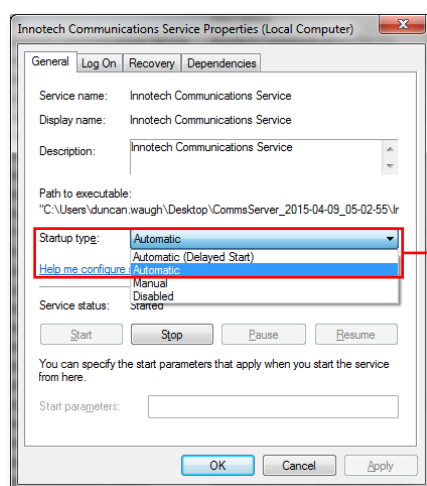 Innotech Communications Service Properties (Local Computer)
General Log On Recovery Dependencies
Service name: Innotech Communications Service
Display name: Innotech Communications Service
Description: Innotech Communications Service
Path to executable:
"C:\Users\duncan.waugh\Desktop\CommsServer_2015-04-09_05-02-55\Ir
Startup type: Automatic
Automatic (Delayed Start)
Help me configure Automatic
Manual
Disabled
Service status: Started
Start Stop Pause Resume
You can specify the start parameters that apply when you start the service
from here.
Start parameters:
OK Cancel Apply